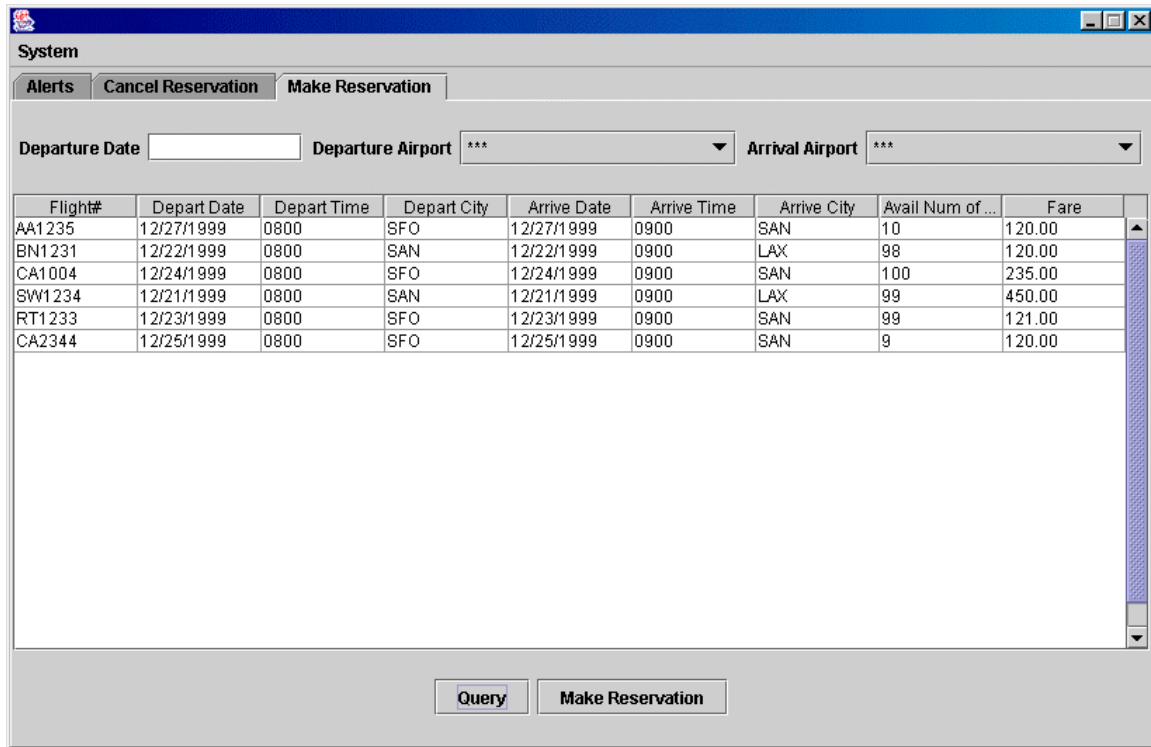 System
Alerts Cancel Reservation Make Reservation
Departure Date Departure Airport *** Arrival Airport ***
Flight# Depart Date Depart Time Depart City Arrive Date Arrive Time Arrive City Avail Num of ... Fare
AA1235 12/27/1999 0800 SFO 12/27/1999 0900 SAN 10 120.00
BN1231 12/22/1999 0800 SAN 12/22/1999 0900 LAX 98 120.00
CA1004 12/24/1999 0800 SFO 12/24/1999 0900 SAN 100 235.00
SW1234 12/21/1999 0800 SAN 12/21/1999 0900 LAX 99 450.00
RT1233 12/23/1999 0800 SFO 12/23/1999 0900 SAN 99 121.00
CA2344 12/25/1999 0800 SFO 12/25/1999 0900 SAN 9 120.00
Query Make Reservation